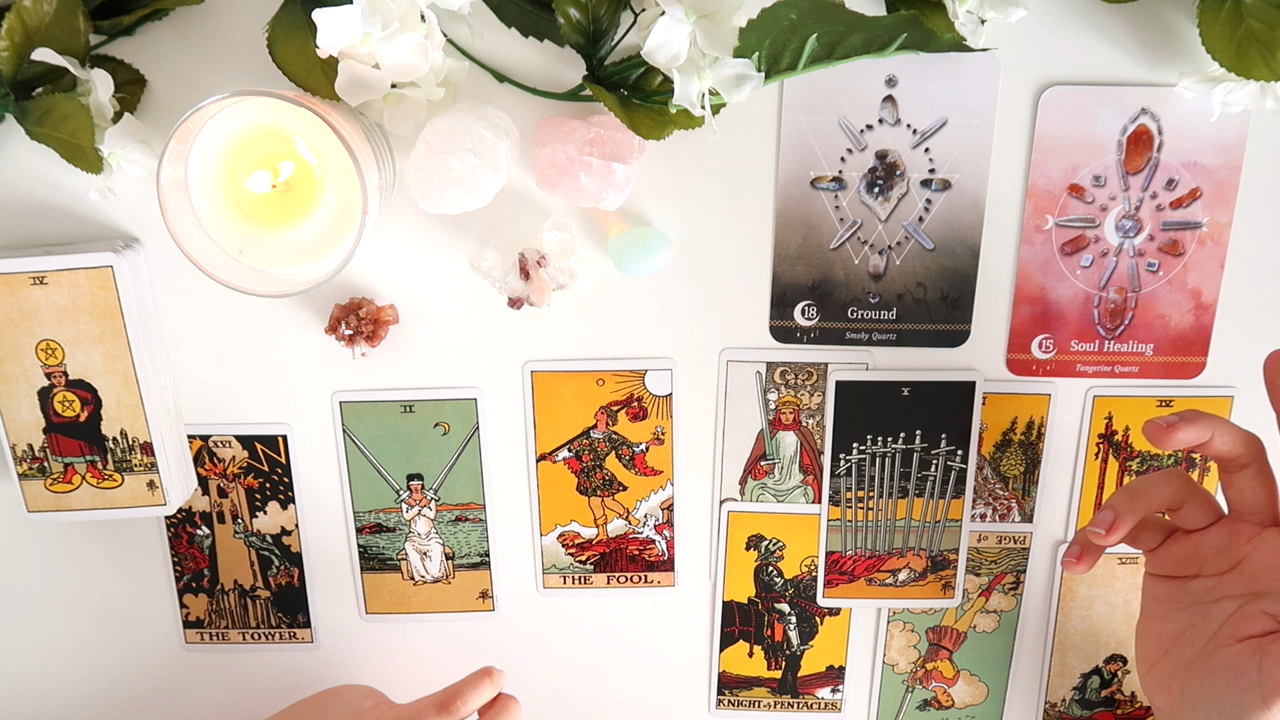 18
Ground
Smoky Quartz
15
Soul Healing
Tangerine Quartz
IV
XVI
THE TOWER.
II
THE FOOL.
X
KNIGHT of PENTACLES.
PAGE of
IV
VIII